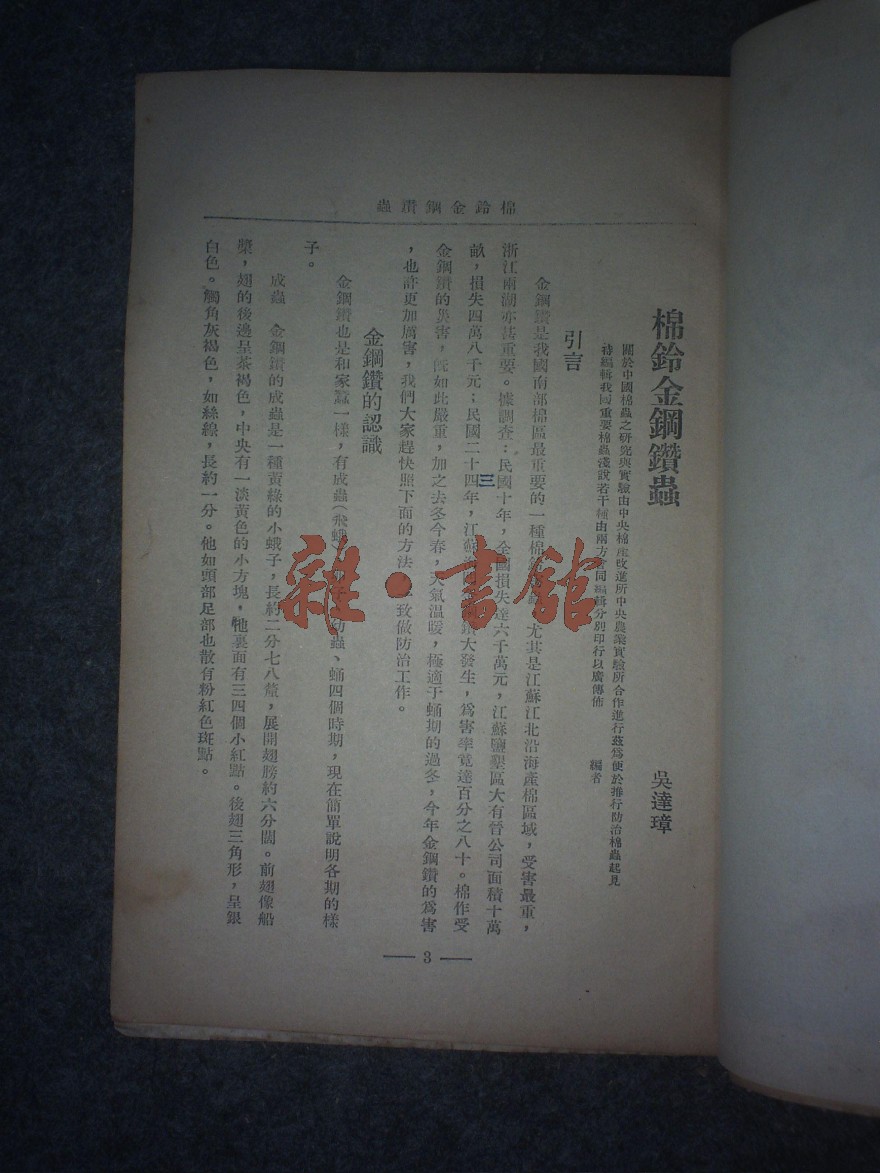 棉鈴金鋼鑽蟲
棉鈴金鋼鑽蟲
吳達璋
關於中國棉蟲之研究與實驗由中央棉產改進所中央農業實驗所合作進行茲為便於推行防治棉蟲起見
特編輯我國重要棉蟲淺說若干種由兩方會同編輯分別印行以廣傳佈 編者
引言
金鋼鑽是我國南部棉區最重要的一種棉 尤其是江蘇江北沿海產棉區域，受害最重，
浙江兩湖亦甚重要。據調查：民國十年，全國損失達六千萬元，江蘇鹽墾區大有晉公司面積十萬
畝，損失四萬八千元；民國二十四年，江蘇 大發生，為害率竟達百分之八十。棉作受
三
金鋼鑽的災害，既如此嚴重，加之去冬今春，天氣溫暖，極適于蛹期的過冬，今年金鋼鑽的為害
，也許更加厲害，我們大家趕快照下面的方法 一致做防治工作。
金鋼鑽的認識
金鋼鑽也是和家蠶一樣，有成蟲（飛蛾） 幼蟲、蛹四個時期，現在簡單說明各期的樣
子。
成蟲 金鋼鑽的成蟲是一種黃綠的小蛾子，長約二分七八釐，展開翅膀約六分闊。前翅像船
槳，翅的後邊呈茶褐色，中央有一淡黃色的小方塊，牠裏面有三四個小紅點。後翅三角形，呈銀
白色。觸角灰褐色，如絲線，長約一分。他如頭部足部也散有粉紅色斑點。
— 3 —
雜·書館